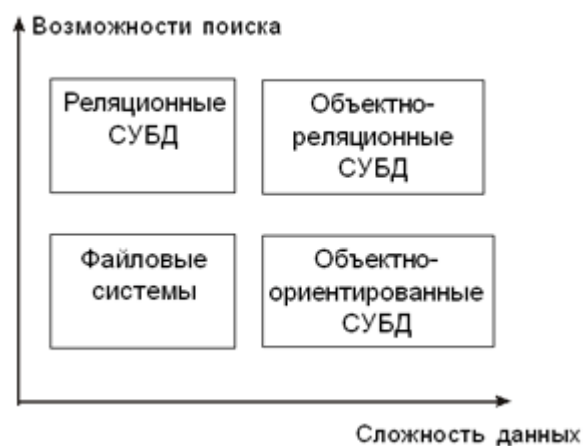 Возможности поиска
Реляционные
СУБД
Объектно-
реляционные
СУБД
Файловые
системы
Объектно-
ориентированные
СУБД
Сложность данных